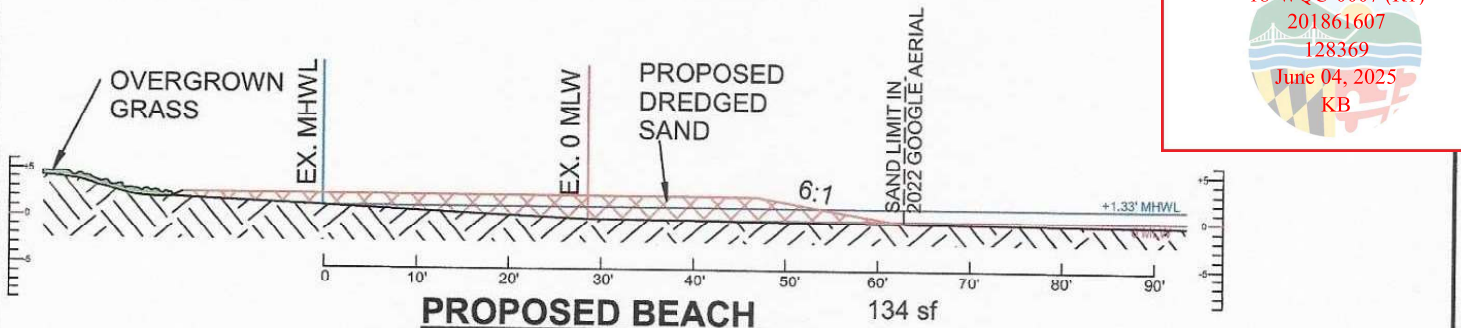 201861607
128369
June 04, 2025
KB
OVERGROWN
GRASS
EX. MHWL
EX. 0 MLW
PROPOSED
DREDGED
SAND
6:1
SAND LIMIT IN
2022 GOOGLE AERIAL
+5
0
-5
+1.33' MHWL
0 MLW
+5
0
-5
0
10'
20'
30'
40'
50'
60'
70'
80'
90'
PROPOSED BEACH
134 sf